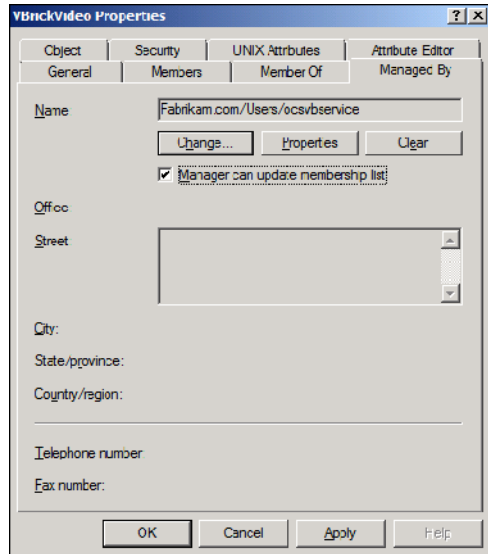 VBrickVideo Properties
Object Security UNIX Attributes Attribute Editor
General Members Member Of Managed By
Name Fabrikam.com/Users/ocsvbservice
Change... Properties Clear
Manager can update membership list
Office
Street
City:
State/province:
Country/region:
Telephone number
Fax number:
OK Cancel Apply Help